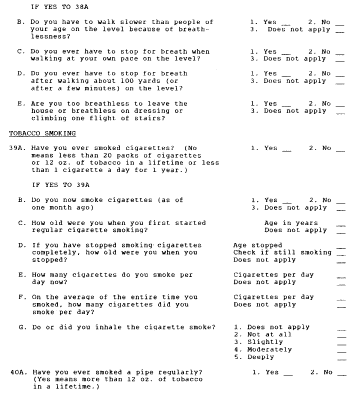 IF YES TO 38A
B. Do you have to walk slower than people of 1. Yes __ 2. No __
your age on the level because of breath- 3. Does not apply __
lessness?
C. Do you ever have to stop for breath when 1. Yes __ 2. No __
walking at your own pace on the level? 3. Does not apply __
D. Do you ever have to stop for breath 1. Yes __ 2. No __
after walking about 100 yards (or 3. Does not apply __
after a few minutes) on the level?
E. Are you too breathless to leave the 1. Yes __ 2. No __
house or breathless on dressing or 3. Does not apply __
climbing one flight of stairs?
TOBACCO SMOKING
39A. Have you ever smoked cigarettes? (No 1. Yes __ 2. No __
means less than 20 packs of cigarettes
or 12 oz. of tobacco in a lifetime or less
than 1 cigarette a day for 1 year.)
IF YES TO 39A
B. Do you now smoke cigarettes (as of 1. Yes __ 2. No __
one month ago) 3. Does not apply __
C. How old were you when you first started Age in years __
regular cigarette smoking? Does not apply __
D. If you have stopped smoking cigarettes Age stopped __
completely, how old were you when you Check if still smoking __
stopped? Does not apply __
E. How many cigarettes do you smoke per Cigarettes per day __
day now? Does not apply __
F. On the average of the entire time you Cigarettes per day __
smoked, how many cigarettes did you Does not apply __
smoke per day?
G. Do or did you inhale the cigarette smoke? 1. Does not apply __
2. Not at all __
3. Slightly __
4. Moderately __
5. Deeply __
40A. Have you ever smoked a pipe regularly? 1. Yes __ 2. No __
(Yes means more than 12 oz. of tobacco
in a lifetime.)